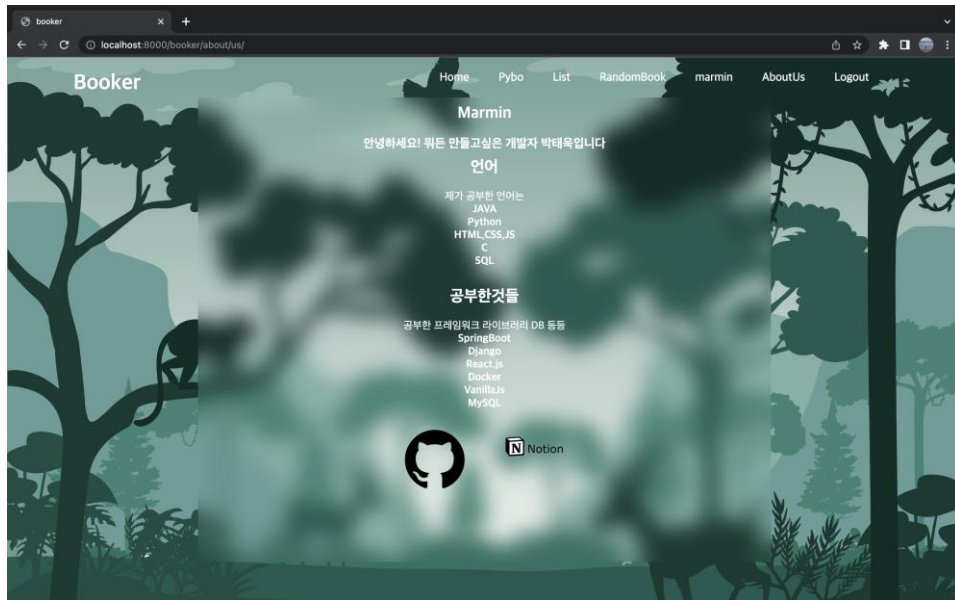 booker
localhost:8000/booker/about/us/
Booker
Home Pybo List RandomBook marmin AboutUs Logout
Marmin
안녕하세요! 뭐든 만들고싶은 개발자 박태욱입니다
언어
제가 공부한 언어는
JAVA
Python
HTML,CSS,JS
C
SQL
공부한것들
공부한 프레임워크 라이브러리 DB 등등
SpringBoot
Django
React.js
Docker
VanillaJs
MySQL
N Notion